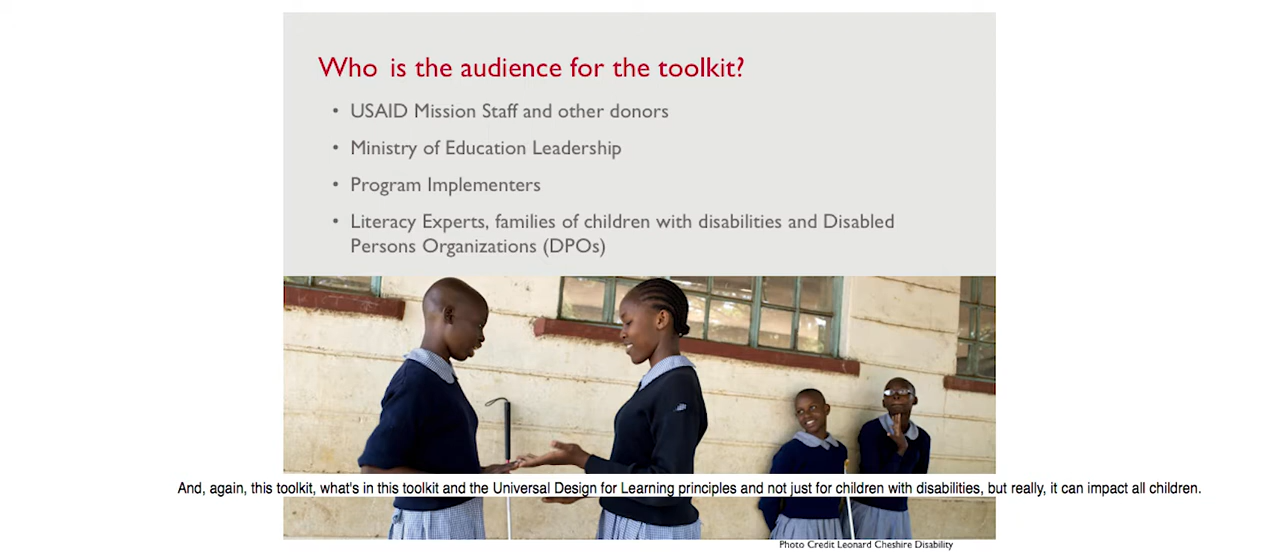 Who is the audience for the toolkit?
• USAID Mission Staff and other donors
• Ministry of Education Leadership
• Program Implementers
• Literacy Experts, families of children with disabilities and Disabled
Persons Organizations (DPOs)
And, again, this toolkit, what's in this toolkit and the Universal Design for Learning principles and not just for children with disabilities, but really, it can impact all children.
Photo Credit Leonard Cheshire Disability